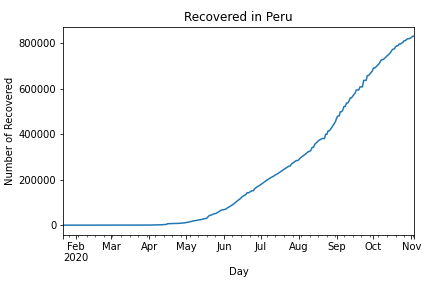 Recovered in Peru
Number of Recovered
800000
600000
400000
200000
0
Feb Mar Apr May Jun Jul Aug Sep Oct Nov
2020
Day